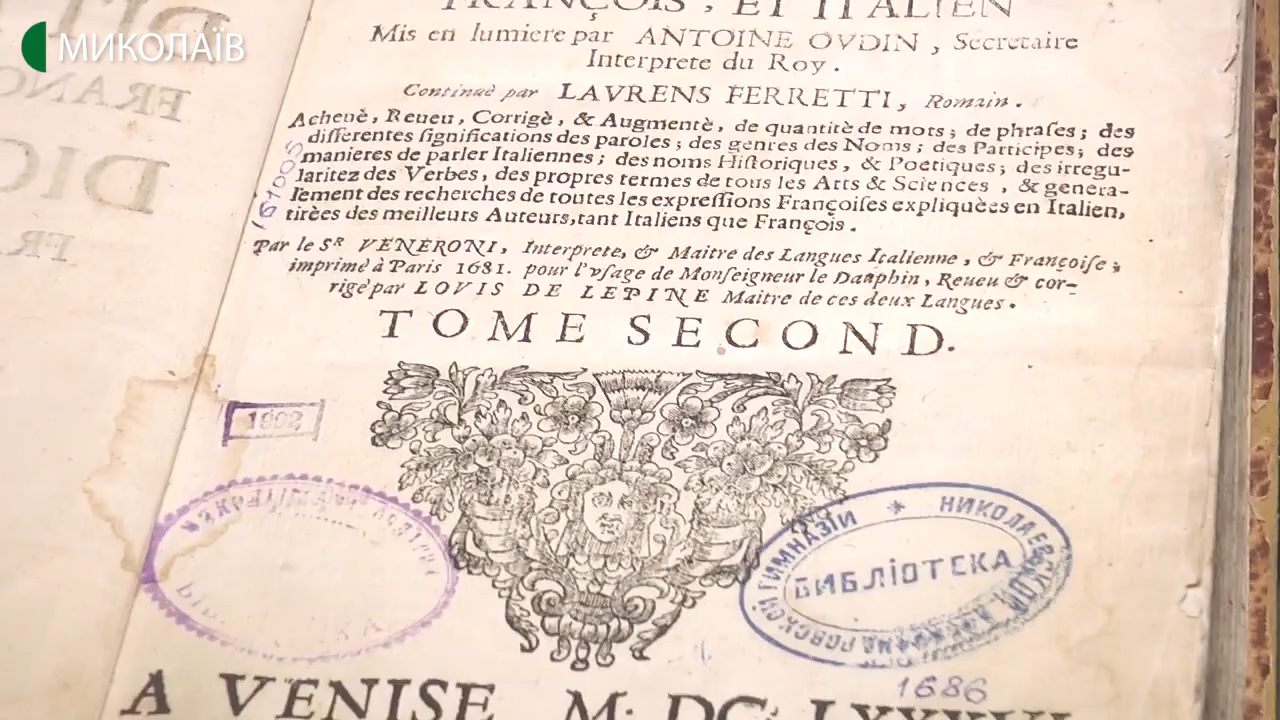 МИКОЛАЇВ
FRANÇOIS, ET ITALIEN
Mis en lumiere par ANTOINE OVDIN, Secretaire
Interprete du Roy.
Continuè par LAVRENS FERRETTI, Romain.
Acheuè, Reueu, Corrigè, & Augmentè, de quantitè de mots; de phrases; des
differentes significations des paroles; des genres des Noms; des Participes; des
manieres de parler Italiennes; des noms Historiques, & Poetiques; des irregu-
laritez des Verbes, des propres termes de tous les Arts & Sciences, & genera-
lement des recherches de toutes les expressions Françoises expliquèes en Italien,
tirèes des meilleurs Auteurs, tant Italiens que François.
Par le Sr VENERONI, Interprete, & Maitre des Langues Italienne, & Françoise;
imprimè à Paris 1681. pour l'vsage de Monseigneur le Dauphin, Reueu & cor-
rigè par LOVIS DE LEPINE Maitre de ces deux Langues.
TOME SECOND.
161005
НИКОЛАЕВСКОЙ АЛЕКСАНДРОВСКОЙ ГИМНАЗІИ
БИБЛІОТЕКА
1686
A VENISE M. DC. LXXXVI